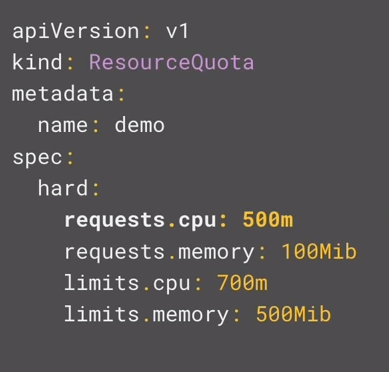 apiVersion: v1
kind: ResourceQuota
metadata:
  name: demo
spec:
  hard:
    requests.cpu: 500m
    requests.memory: 100Mib
    limits.cpu: 700m
    limits.memory: 500Mib